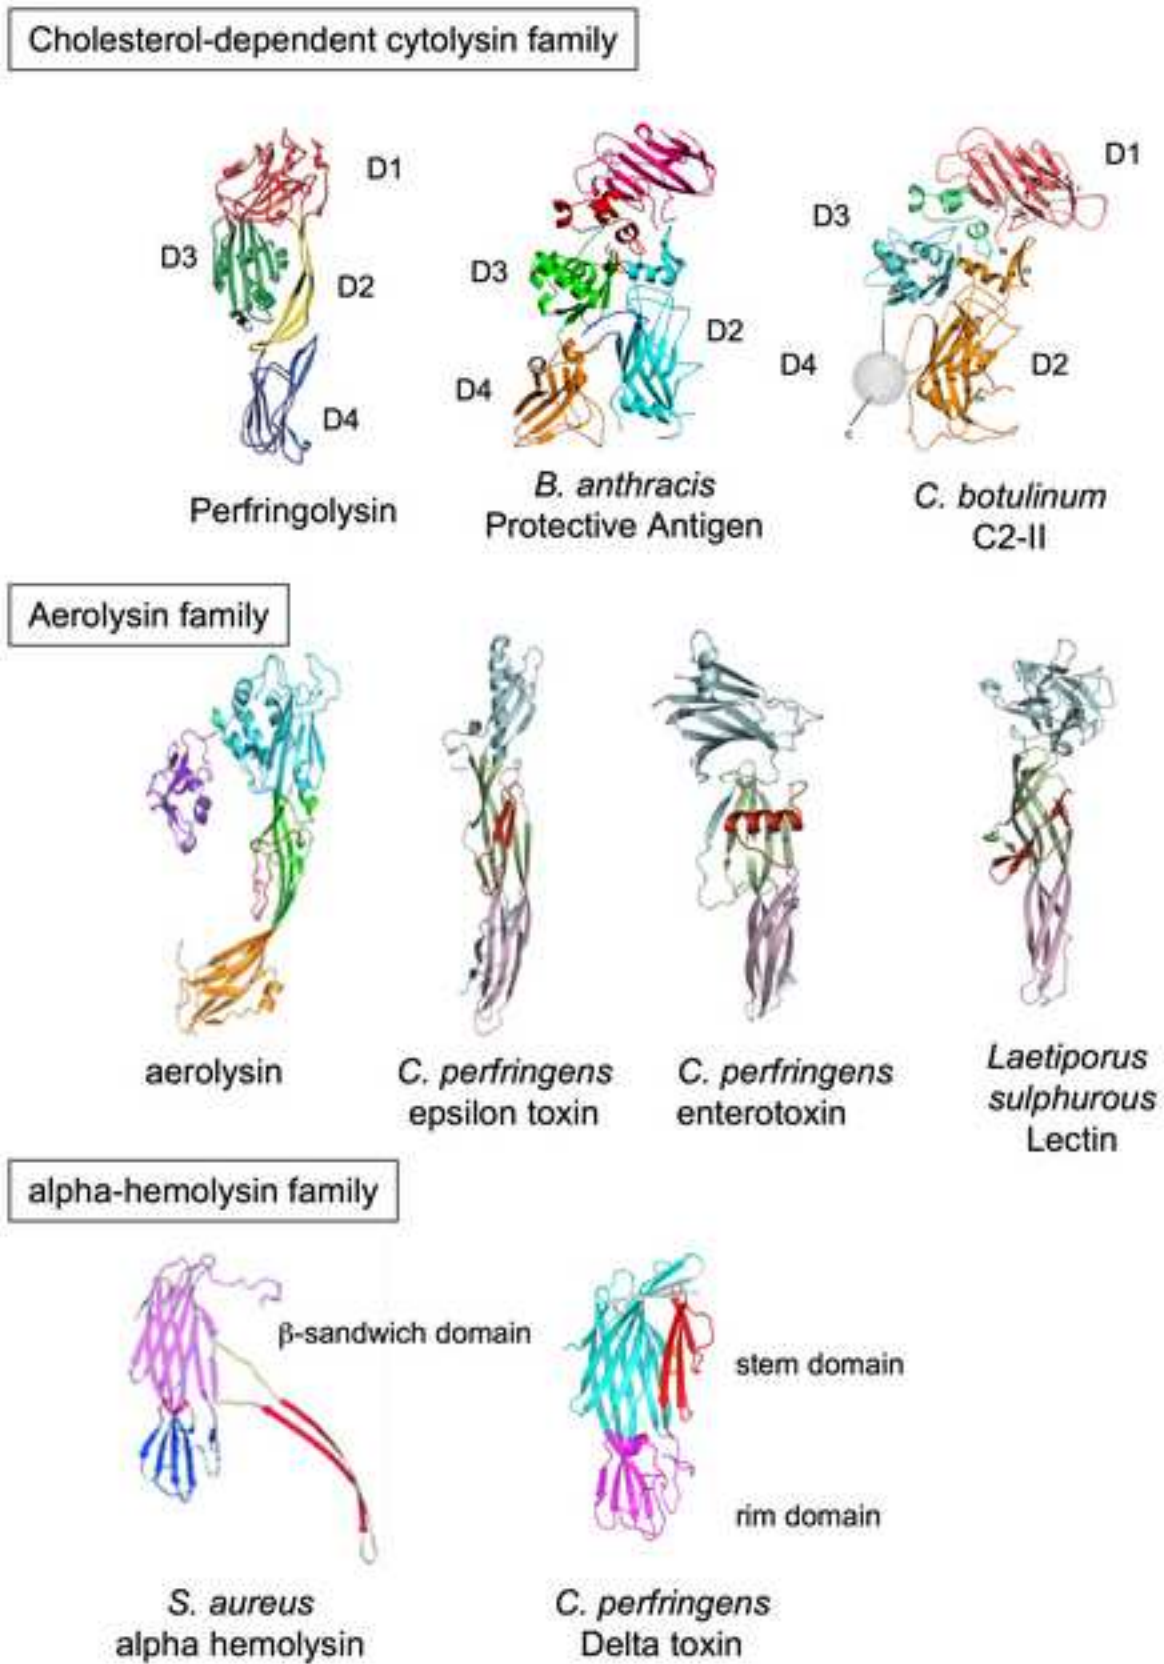 Cholesterol-dependent cytolysin family
D1
D3
D2
D4
Perfringolysin
D3
D2
D4
B. anthracis
Protective Antigen
D1
D3
D4
D2
c
C. botulinum
C2-II
Aerolysin family
aerolysin
C. perfringens
epsilon toxin
C. perfringens
enterotoxin
Laetiporus
sulphurous
Lectin
alpha-hemolysin family
β-sandwich domain
stem domain
rim domain
S. aureus
alpha hemolysin
C. perfringens
Delta toxin